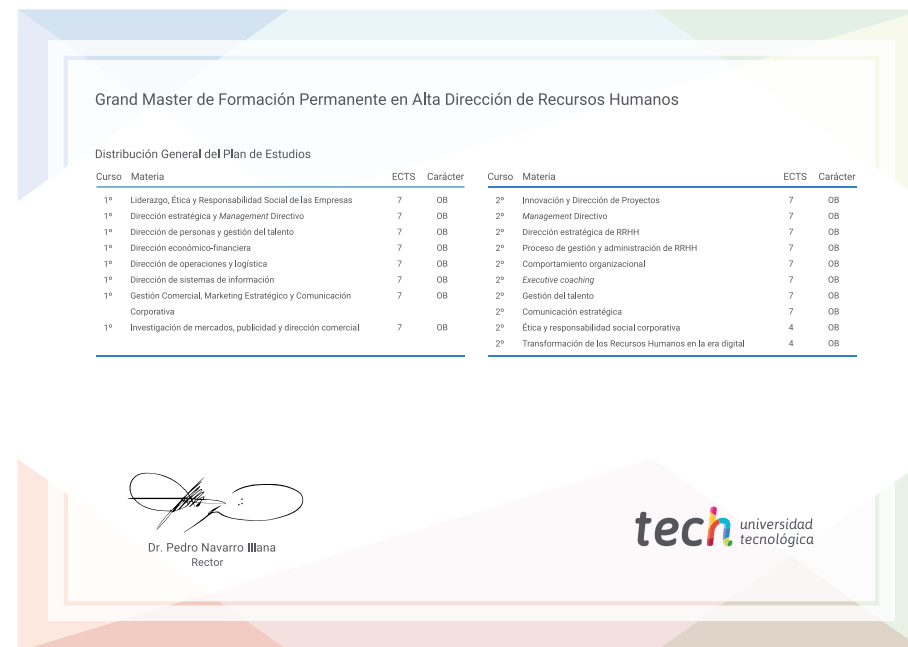 Grand Master de Formación Permanente en Alta Dirección de Recursos Humanos
Distribución General del Plan de Estudios
Curso Materia ECTS Carácter
1º Liderazgo, Ética y Responsabilidad Social de las Empresas 7 OB
1º Dirección estratégica y Management Directivo 7 OB
1º Dirección de personas y gestión del talento 7 OB
1º Dirección económico-financiera 7 OB
1º Dirección de operaciones y logística 7 OB
1º Dirección de sistemas de información 7 OB
1º Gestión Comercial, Marketing Estratégico y Comunicación 7 OB
Corporativa
1º Investigación de mercados, publicidad y dirección comercial 7 OB
Curso Materia ECTS Carácter
2º Innovación y Dirección de Proyectos 7 OB
2º Management Directivo 7 OB
2º Dirección estratégica de RRHH 7 OB
2º Proceso de gestión y administración de RRHH 7 OB
2º Comportamiento organizacional 7 OB
2º Executive coaching 7 OB
2º Gestión del talento 7 OB
2º Comunicación estratégica 7 OB
2º Ética y responsabilidad social corporativa 4 OB
2º Transformación de los Recursos Humanos en la era digital 4 OB
Dr. Pedro Navarro Illana
Rector
tech universidad
tecnológica